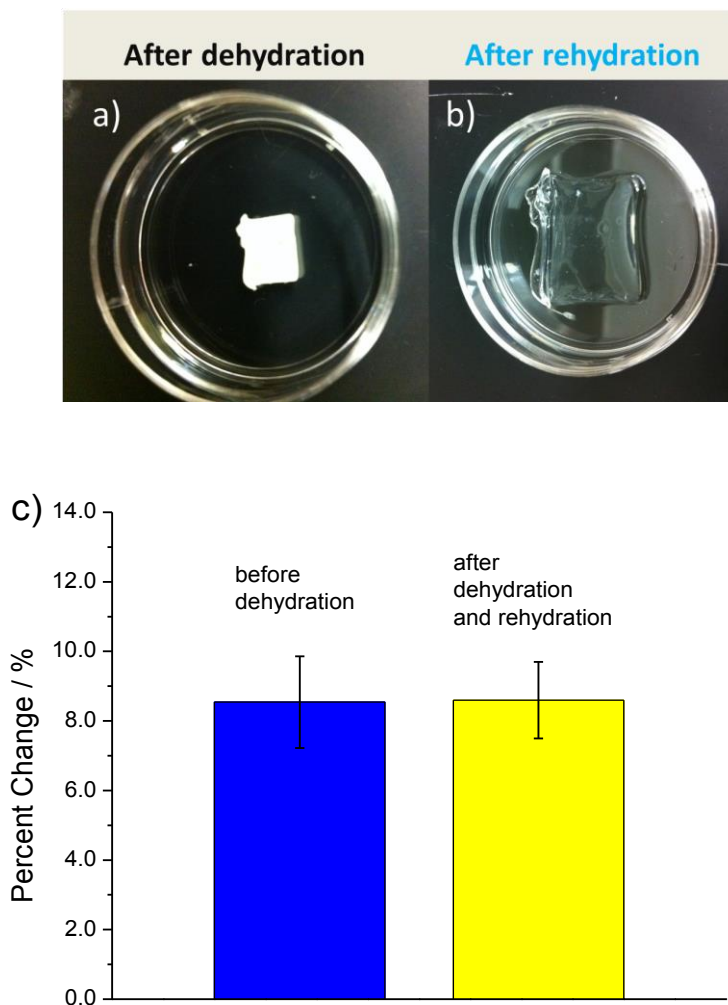 After dehydration
After rehydration
a)
b)
c)
14.0
12.0
10.0
8.0
6.0
4.0
2.0
0.0
Percent Change / %
before
dehydration
after
dehydration
and rehydration